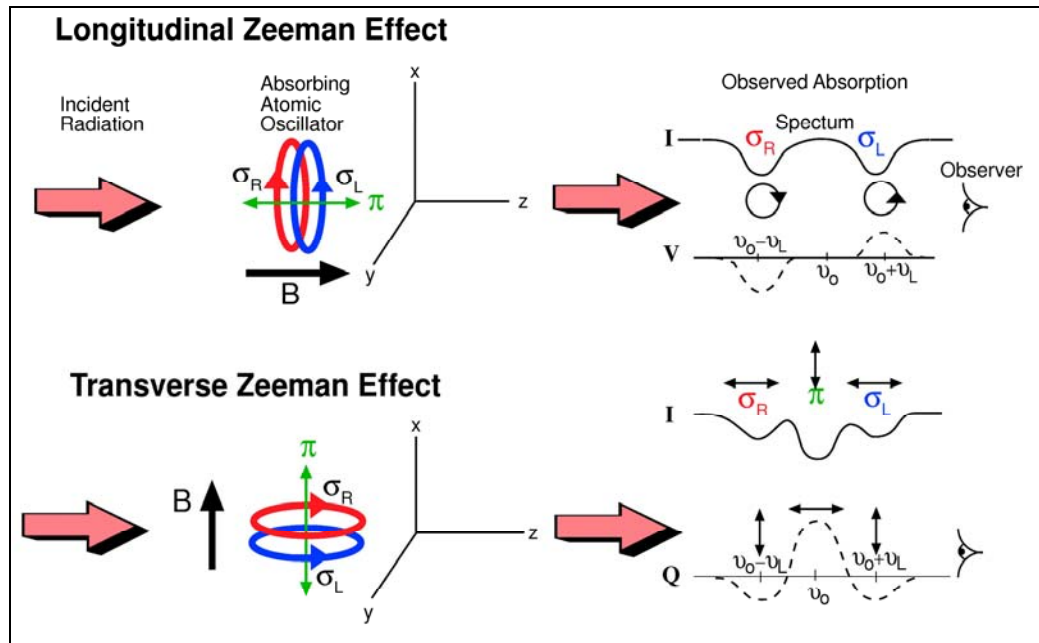 Longitudinal Zeeman Effect
Incident
Radiation
Absorbing
Atomic
Oscillator
σR
σL
π
B
x
z
y
Observed Absorption
Spectum
I
σR
σL
Observer
V
υo−υL
υo
υo+υL
Transverse Zeeman Effect
B
π
σR
σL
x
z
y
I
σR
π
σL
Q
υo−υL
υo
υo+υL